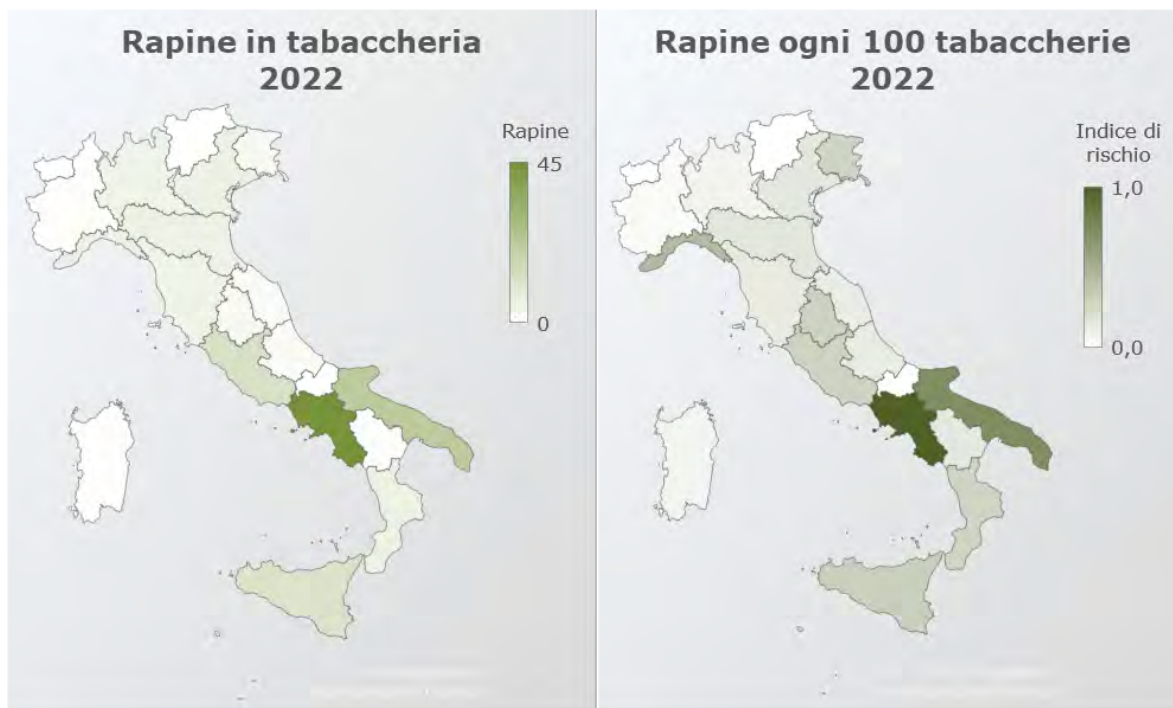 Rapine in tabaccheria
2022
Rapine
45
0
Rapine ogni 100 tabaccherie
2022
Indice di
rischio
1,0
0,0